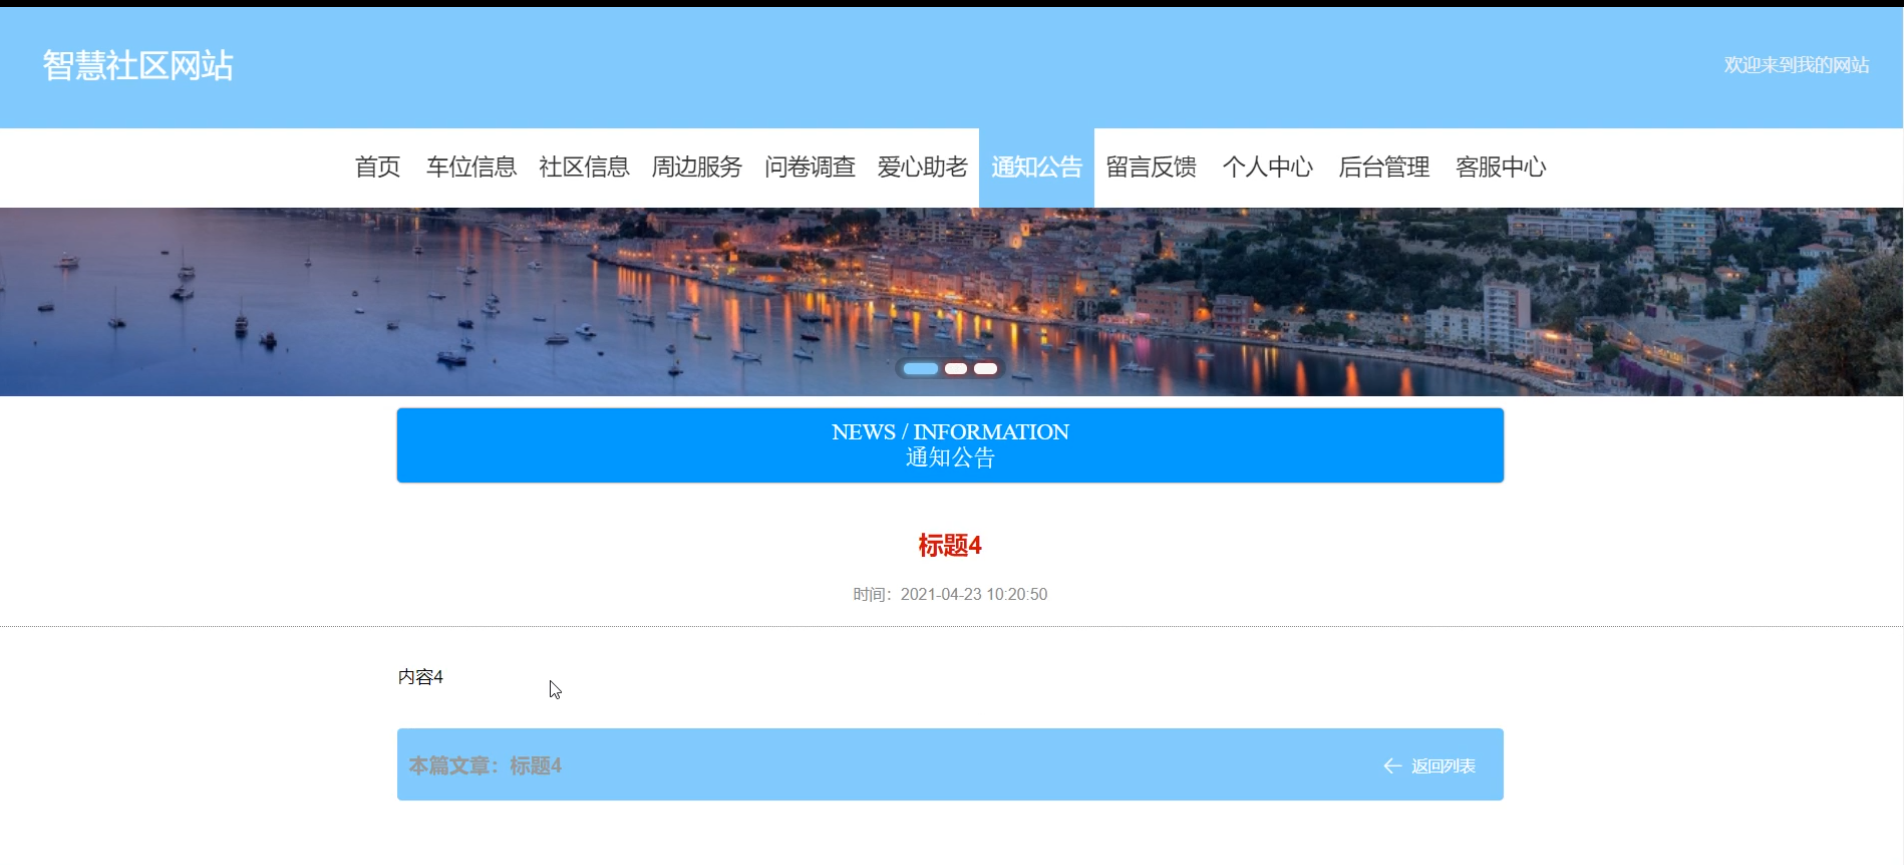 智慧社区网站
欢迎来到我的网站
首页 车位信息 社区信息 周边服务 问卷调查 爱心助老 通知公告 留言反馈 个人中心 后台管理 客服中心
NEWS / INFORMATION
通知公告
标题4
时间：2021-04-23 10:20:50
内容4
本篇文章：标题4
返回列表